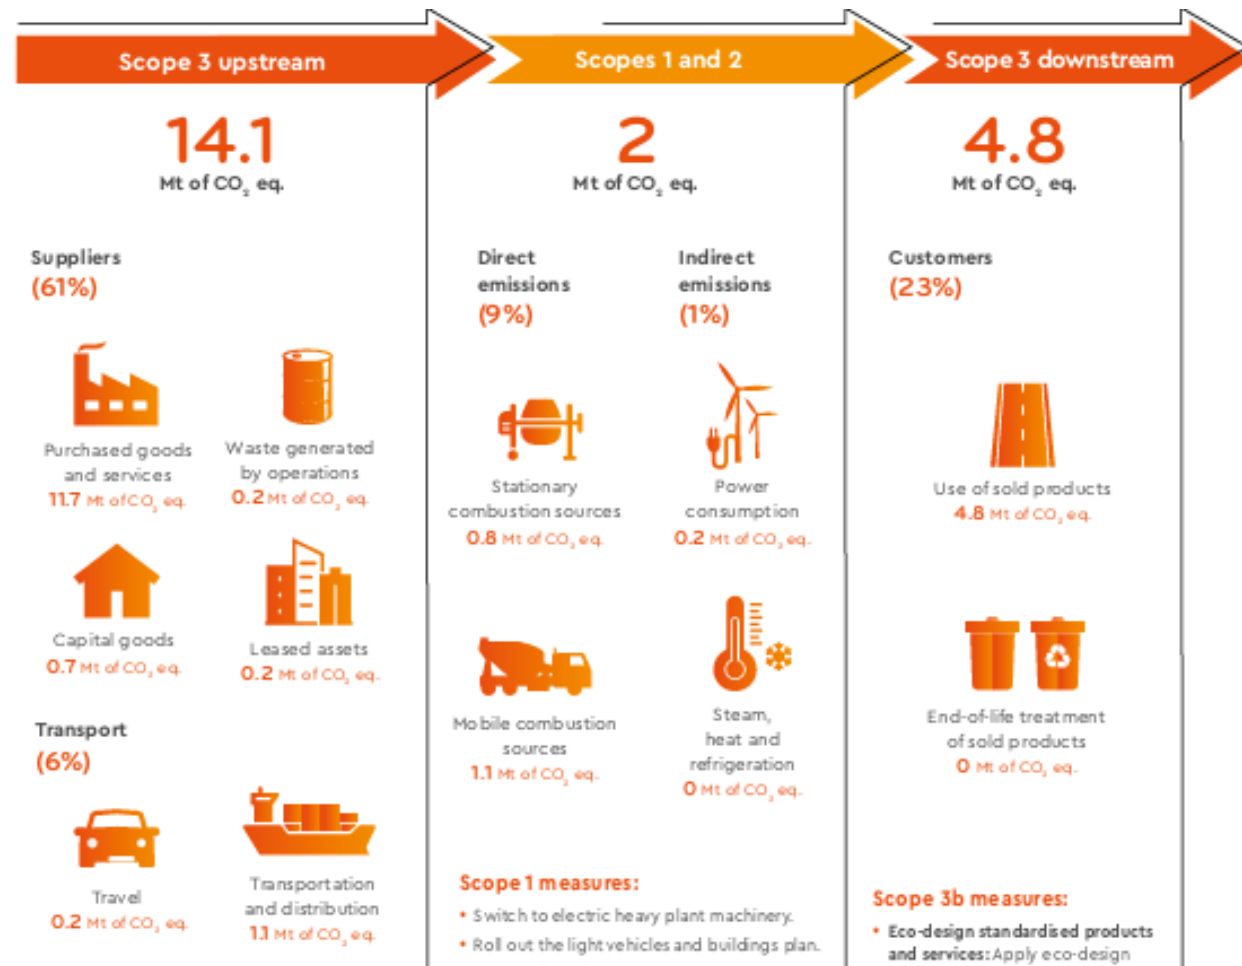 Scope 3 upstream
Scopes 1 and 2
Scope 3 downstream
14.1
Mt of CO₂ eq.
2
Mt of CO₂ eq.
4.8
Mt of CO₂ eq.
Suppliers
(61%)
Purchased goods
and services
11.7 Mt of CO₂ eq.
Waste generated
by operations
0.2 Mt of CO₂ eq.
Capital goods
0.7 Mt of CO₂ eq.
Leased assets
0.2 Mt of CO₂ eq.
Transport
(6%)
Travel
0.2 Mt of CO₂ eq.
Transportation
and distribution
1.1 Mt of CO₂ eq.
Direct
emissions
(9%)
Stationary
combustion sources
0.8 Mt of CO₂ eq.
Mobile combustion
sources
1.1 Mt of CO₂ eq.
Indirect
emissions
(1%)
Power
consumption
0.2 Mt of CO₂ eq.
Steam,
heat and
refrigeration
0 Mt of CO₂ eq.
Scope 1 measures:
• Switch to electric heavy plant machinery.
• Roll out the light vehicles and buildings plan.
Customers
(23%)
Use of sold products
4.8 Mt of CO₂ eq.
End-of-life treatment
of sold products
0 Mt of CO₂ eq.
Scope 3b measures:
• Eco-design standardised products
and services: Apply eco-design